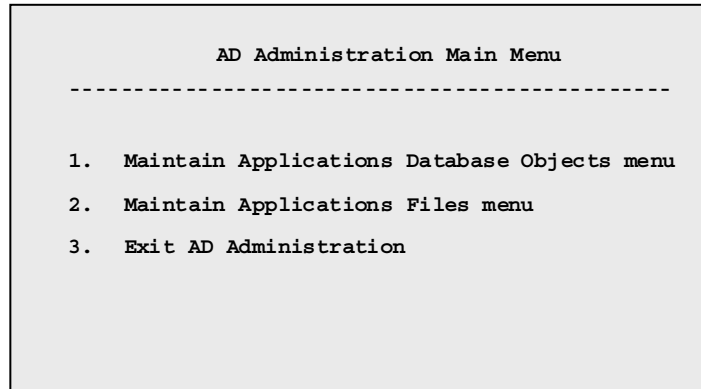 AD Administration Main Menu
-----------------------------------------------
1. Maintain Applications Database Objects menu
2. Maintain Applications Files menu
3. Exit AD Administration